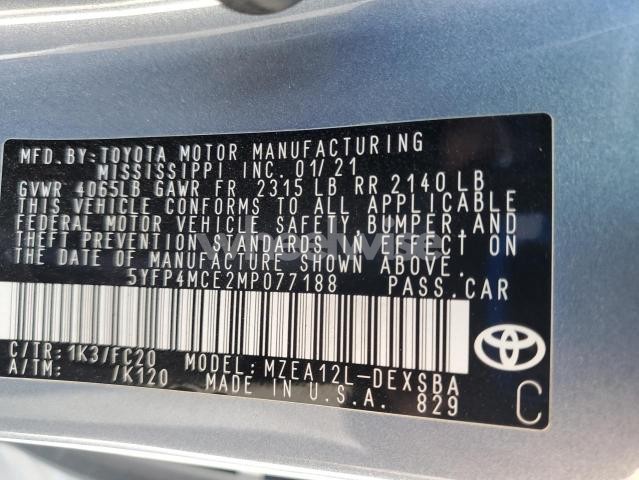 MFD. BY: TOYOTA MOTOR MANUFACTURING
MISSISSIPPI INC. 01/21
GVWR 4065LB GAWR FR 2315 LB RR 2140 LB
THIS VEHICLE CONFORMS TO ALL APPLICABLE
FEDERAL MOTOR VEHICLE SAFETY, BUMPER, AND
THEFT PREVENTION STANDARDS IN EFFECT ON
THE DATE OF MANUFACTURE SHOWN ABOVE.
5YFP4MCE2MP077188 PASS.CAR
C/TR: 1K3/FC20 MODEL: MZEA12L-DEXSBA
A/TM: /K120 MADE IN U.S.A. 829
C